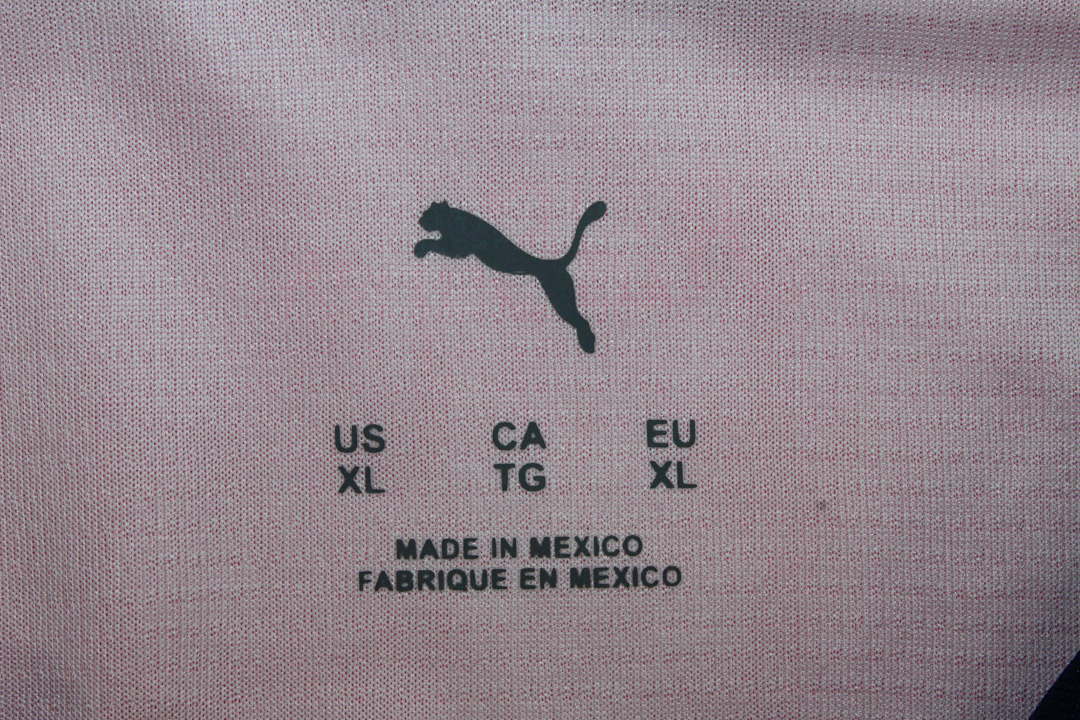 US CA EU
XL TG XL
MADE IN MEXICO
FABRIQUE EN MEXICO